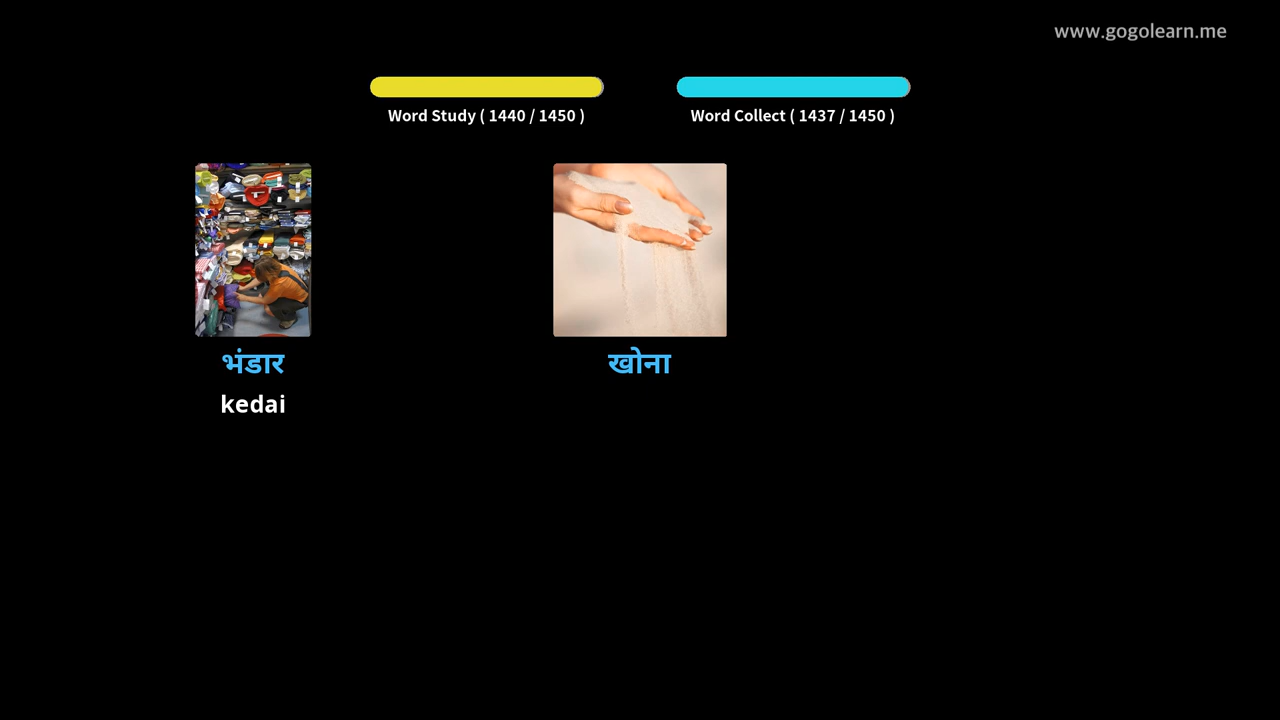 www.gogolearn.me
Word Study ( 1440 / 1450 )
Word Collect ( 1437 / 1450 )
भंडार
खोना
kedai